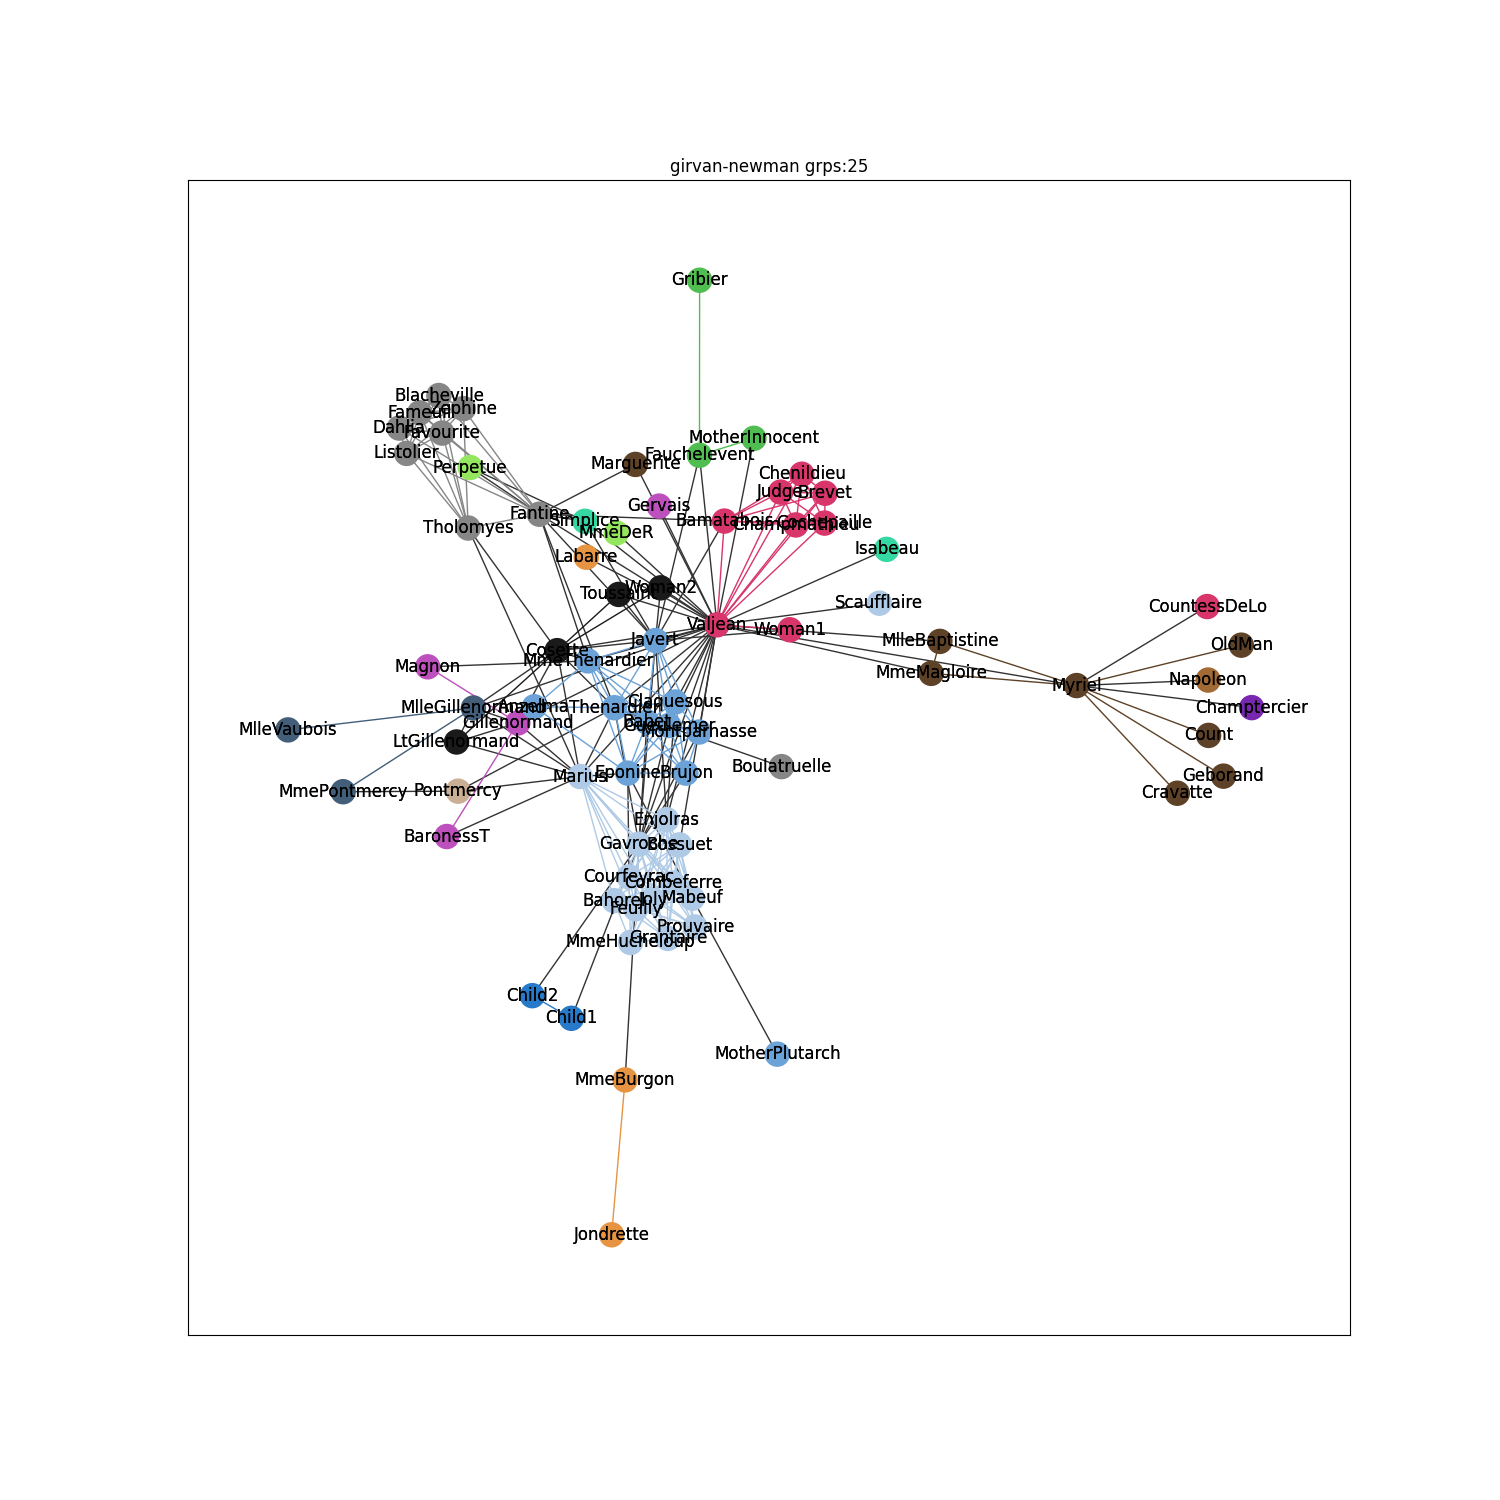 girvan-newman grps:25
Gribier
Blacheville
Zephine
Fameuil
Dahlia
Favourite
Listolier
MotherInnocent
Fauchelevent
Marguerite
Perpetue
Chenildieu
Judge
Brevet
Gervais
Fantine
Simplice
Bamatabois
Champmathieu
Cochepaille
Tholomyes
MmeDeR
Isabeau
Labarre
Woman2
Toussaint
Scaufflaire
CountessDeLo
Valjean
Woman1
Javert
MlleBaptistine
OldMan
Cosette
MmeThenardier
Magnon
MmeMagloire
Napoleon
Myriel
Claquesous
MlleGillenormand
Anzelma
Thenardier
Champtercier
Gillenormand
Babet
Gueulemer
MlleVaubois
Montparnasse
Count
LtGillenormand
Boulatruelle
Marius
Eponine
Brujon
Geborand
MmePontmercy
Pontmercy
Cravatte
Enjolras
BaronessT
Gavroche
Bossuet
Courfeyrac
Combeferre
Bahorel
Joly
Mabeuf
Feuilly
Prouvaire
Grantaire
MmeHucheloup
Child2
Child1
MotherPlutarch
MmeBurgon
Jondrette